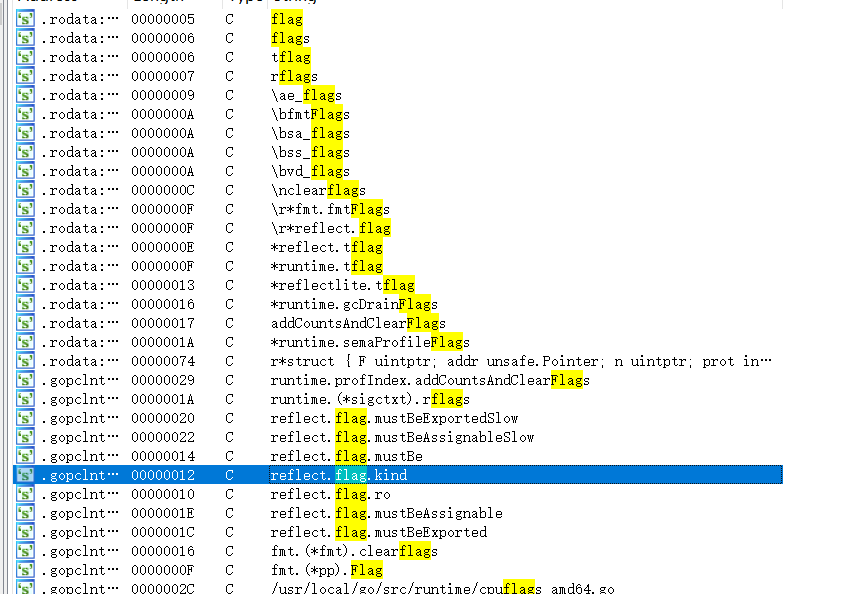 .rodata:… 00000005 C flag
.rodata:… 00000006 C flags
.rodata:… 00000006 C tflag
.rodata:… 00000007 C rflags
.rodata:… 00000009 C \ae_flags
.rodata:… 0000000A C \bfmtFlags
.rodata:… 0000000A C \bsa_flags
.rodata:… 0000000A C \bss_flags
.rodata:… 0000000A C \bvd_flags
.rodata:… 0000000C C \nclearflags
.rodata:… 0000000F C \r*fmt.fmtFlags
.rodata:… 0000000F C \r*reflect.flag
.rodata:… 0000000E C *reflect.tflag
.rodata:… 0000000F C *runtime.tflag
.rodata:… 00000013 C *reflectlite.tflag
.rodata:… 00000016 C *runtime.gcDrainFlags
.rodata:… 00000017 C addCountsAndClearFlags
.rodata:… 0000001A C *runtime.semaProfileFlags
.rodata:… 00000074 C r*struct { F uintptr; addr unsafe.Pointer; n uintptr; prot in…
.gopclnt… 00000029 C runtime.profIndex.addCountsAndClearFlags
.gopclnt… 0000001A C runtime.(*sigctxt).rflags
.gopclnt… 00000020 C reflect.flag.mustBeExportedSlow
.gopclnt… 00000022 C reflect.flag.mustBeAssignableSlow
.gopclnt… 00000014 C reflect.flag.mustBe
.gopclnt… 00000012 C reflect.flag.kind
.gopclnt… 00000010 C reflect.flag.ro
.gopclnt… 0000001E C reflect.flag.mustBeAssignable
.gopclnt… 0000001C C reflect.flag.mustBeExported
.gopclnt… 00000016 C fmt.(*fmt).clearflags
.gopclnt… 0000000F C fmt.(*pp).Flag
.gopclnt… 0000002C C /usr/local/go/src/runtime/cpuflags_amd64.go